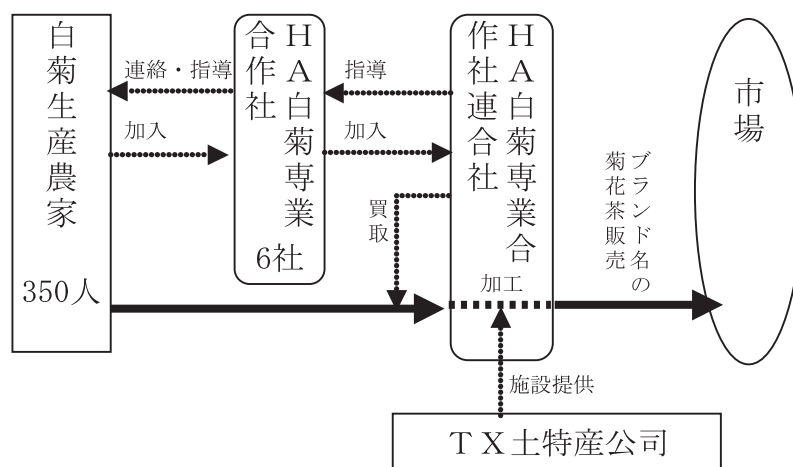 白菊生産農家
350人
連絡・指導
加入
HA白菊専業
合作社
6社
指導
加入
買取
HA白菊専業合
作社連合社
加工
ブランド名の
菊花茶販売
市場
施設提供
TX土特産公司